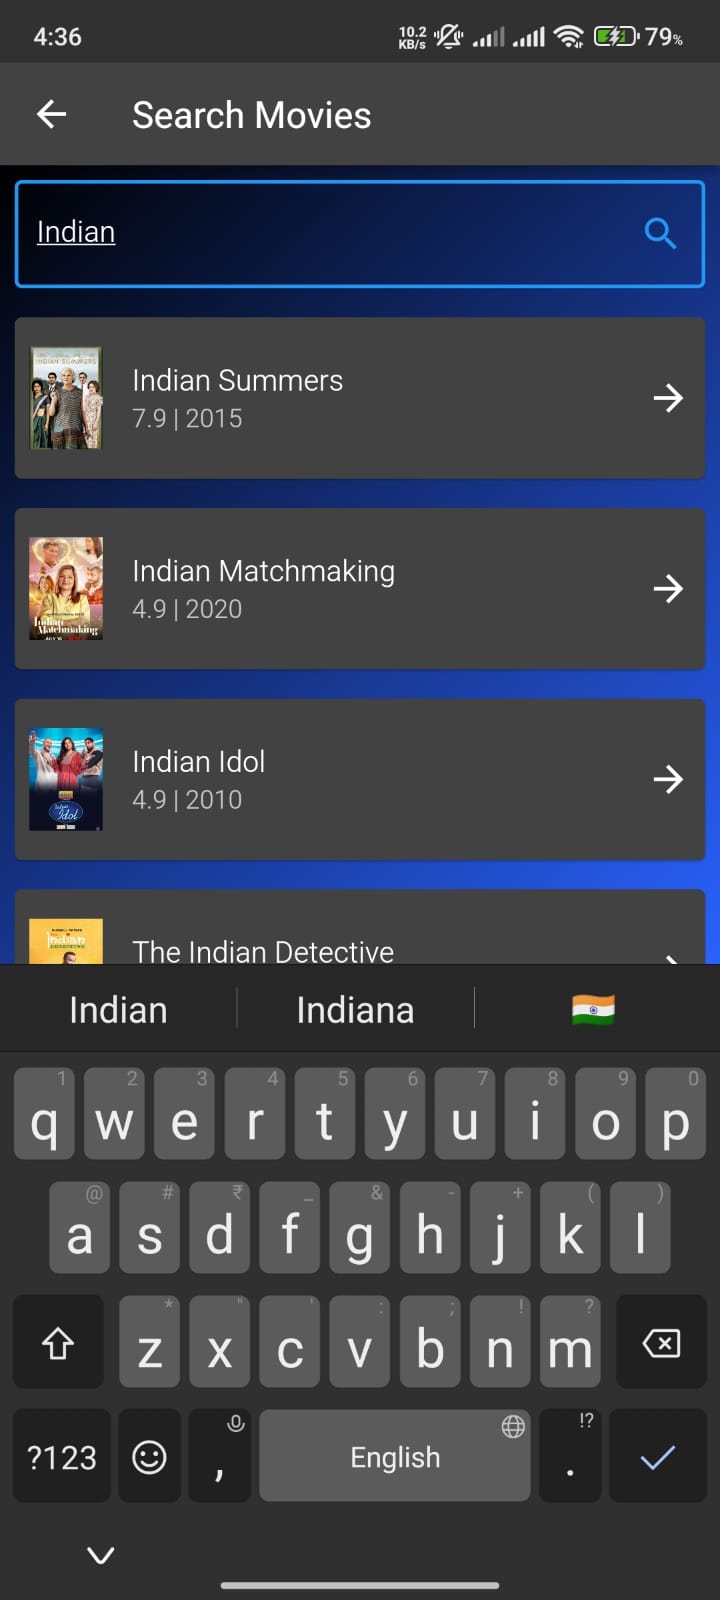 4:36
10.2
KB/s
79%
Search Movies
Indian
INDIAN SUMMERS
Indian Summers
7.9 | 2015
Indian
Matchmaking
Indian Matchmaking
4.9 | 2020
Indian
Idol
Indian Idol
4.9 | 2010
Indian
DETECTIVE
The Indian Detective
Indian
Indiana
1 2 3 4 5 6 7 8 9 0
q w e r t y u i o p
@ # ₹ _ & - + ( )
a s d f g h j k l
* " ' : ; ! ?
z x c v b n m
!?
?123 , English .